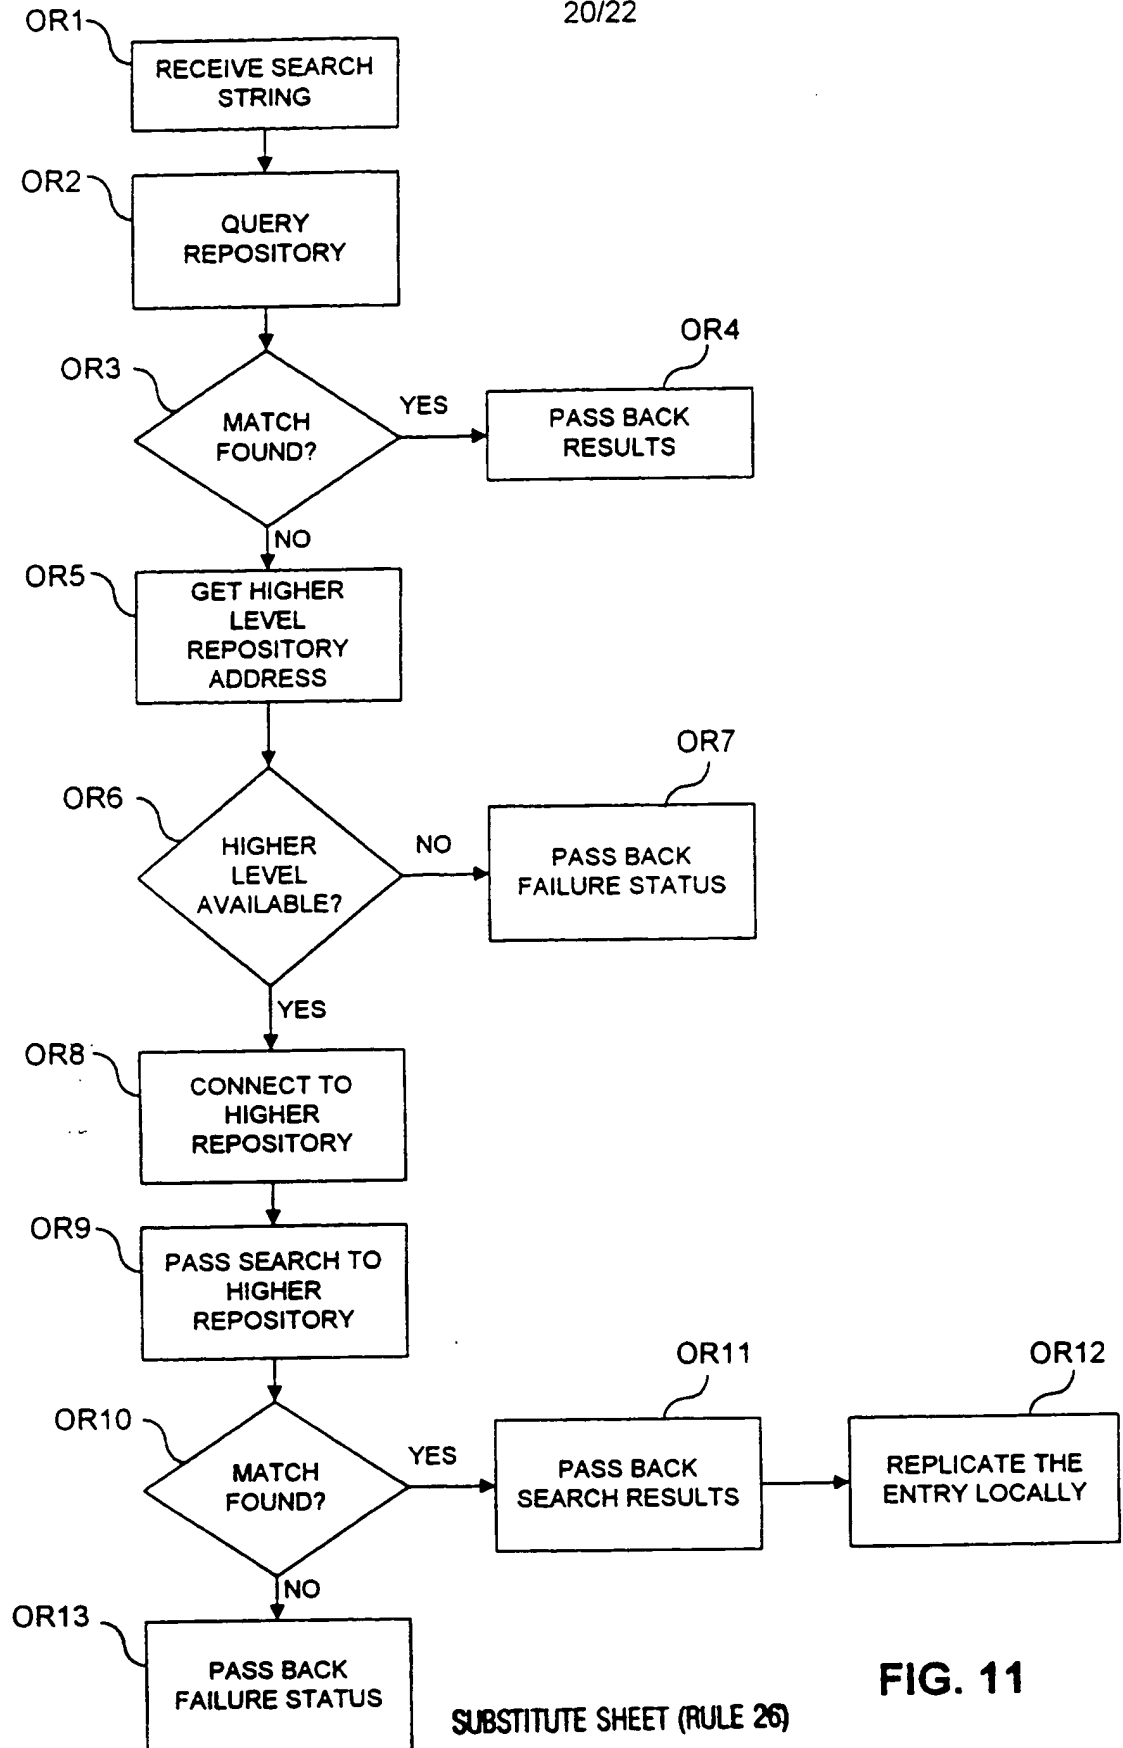 20/22
OR1
RECEIVE SEARCH
STRING
OR2
QUERY
REPOSITORY
OR3
MATCH
FOUND?
YES
OR4
PASS BACK
RESULTS
NO
OR5
GET HIGHER
LEVEL
REPOSITORY
ADDRESS
OR6
HIGHER
LEVEL
AVAILABLE?
NO
OR7
PASS BACK
FAILURE STATUS
YES
OR8
CONNECT TO
HIGHER
REPOSITORY
OR9
PASS SEARCH TO
HIGHER
REPOSITORY
OR10
MATCH
FOUND?
YES
OR11
PASS BACK
SEARCH RESULTS
OR12
REPLICATE THE
ENTRY LOCALLY
NO
OR13
PASS BACK
FAILURE STATUS
FIG. 11
SUBSTITUTE SHEET (RULE 26)